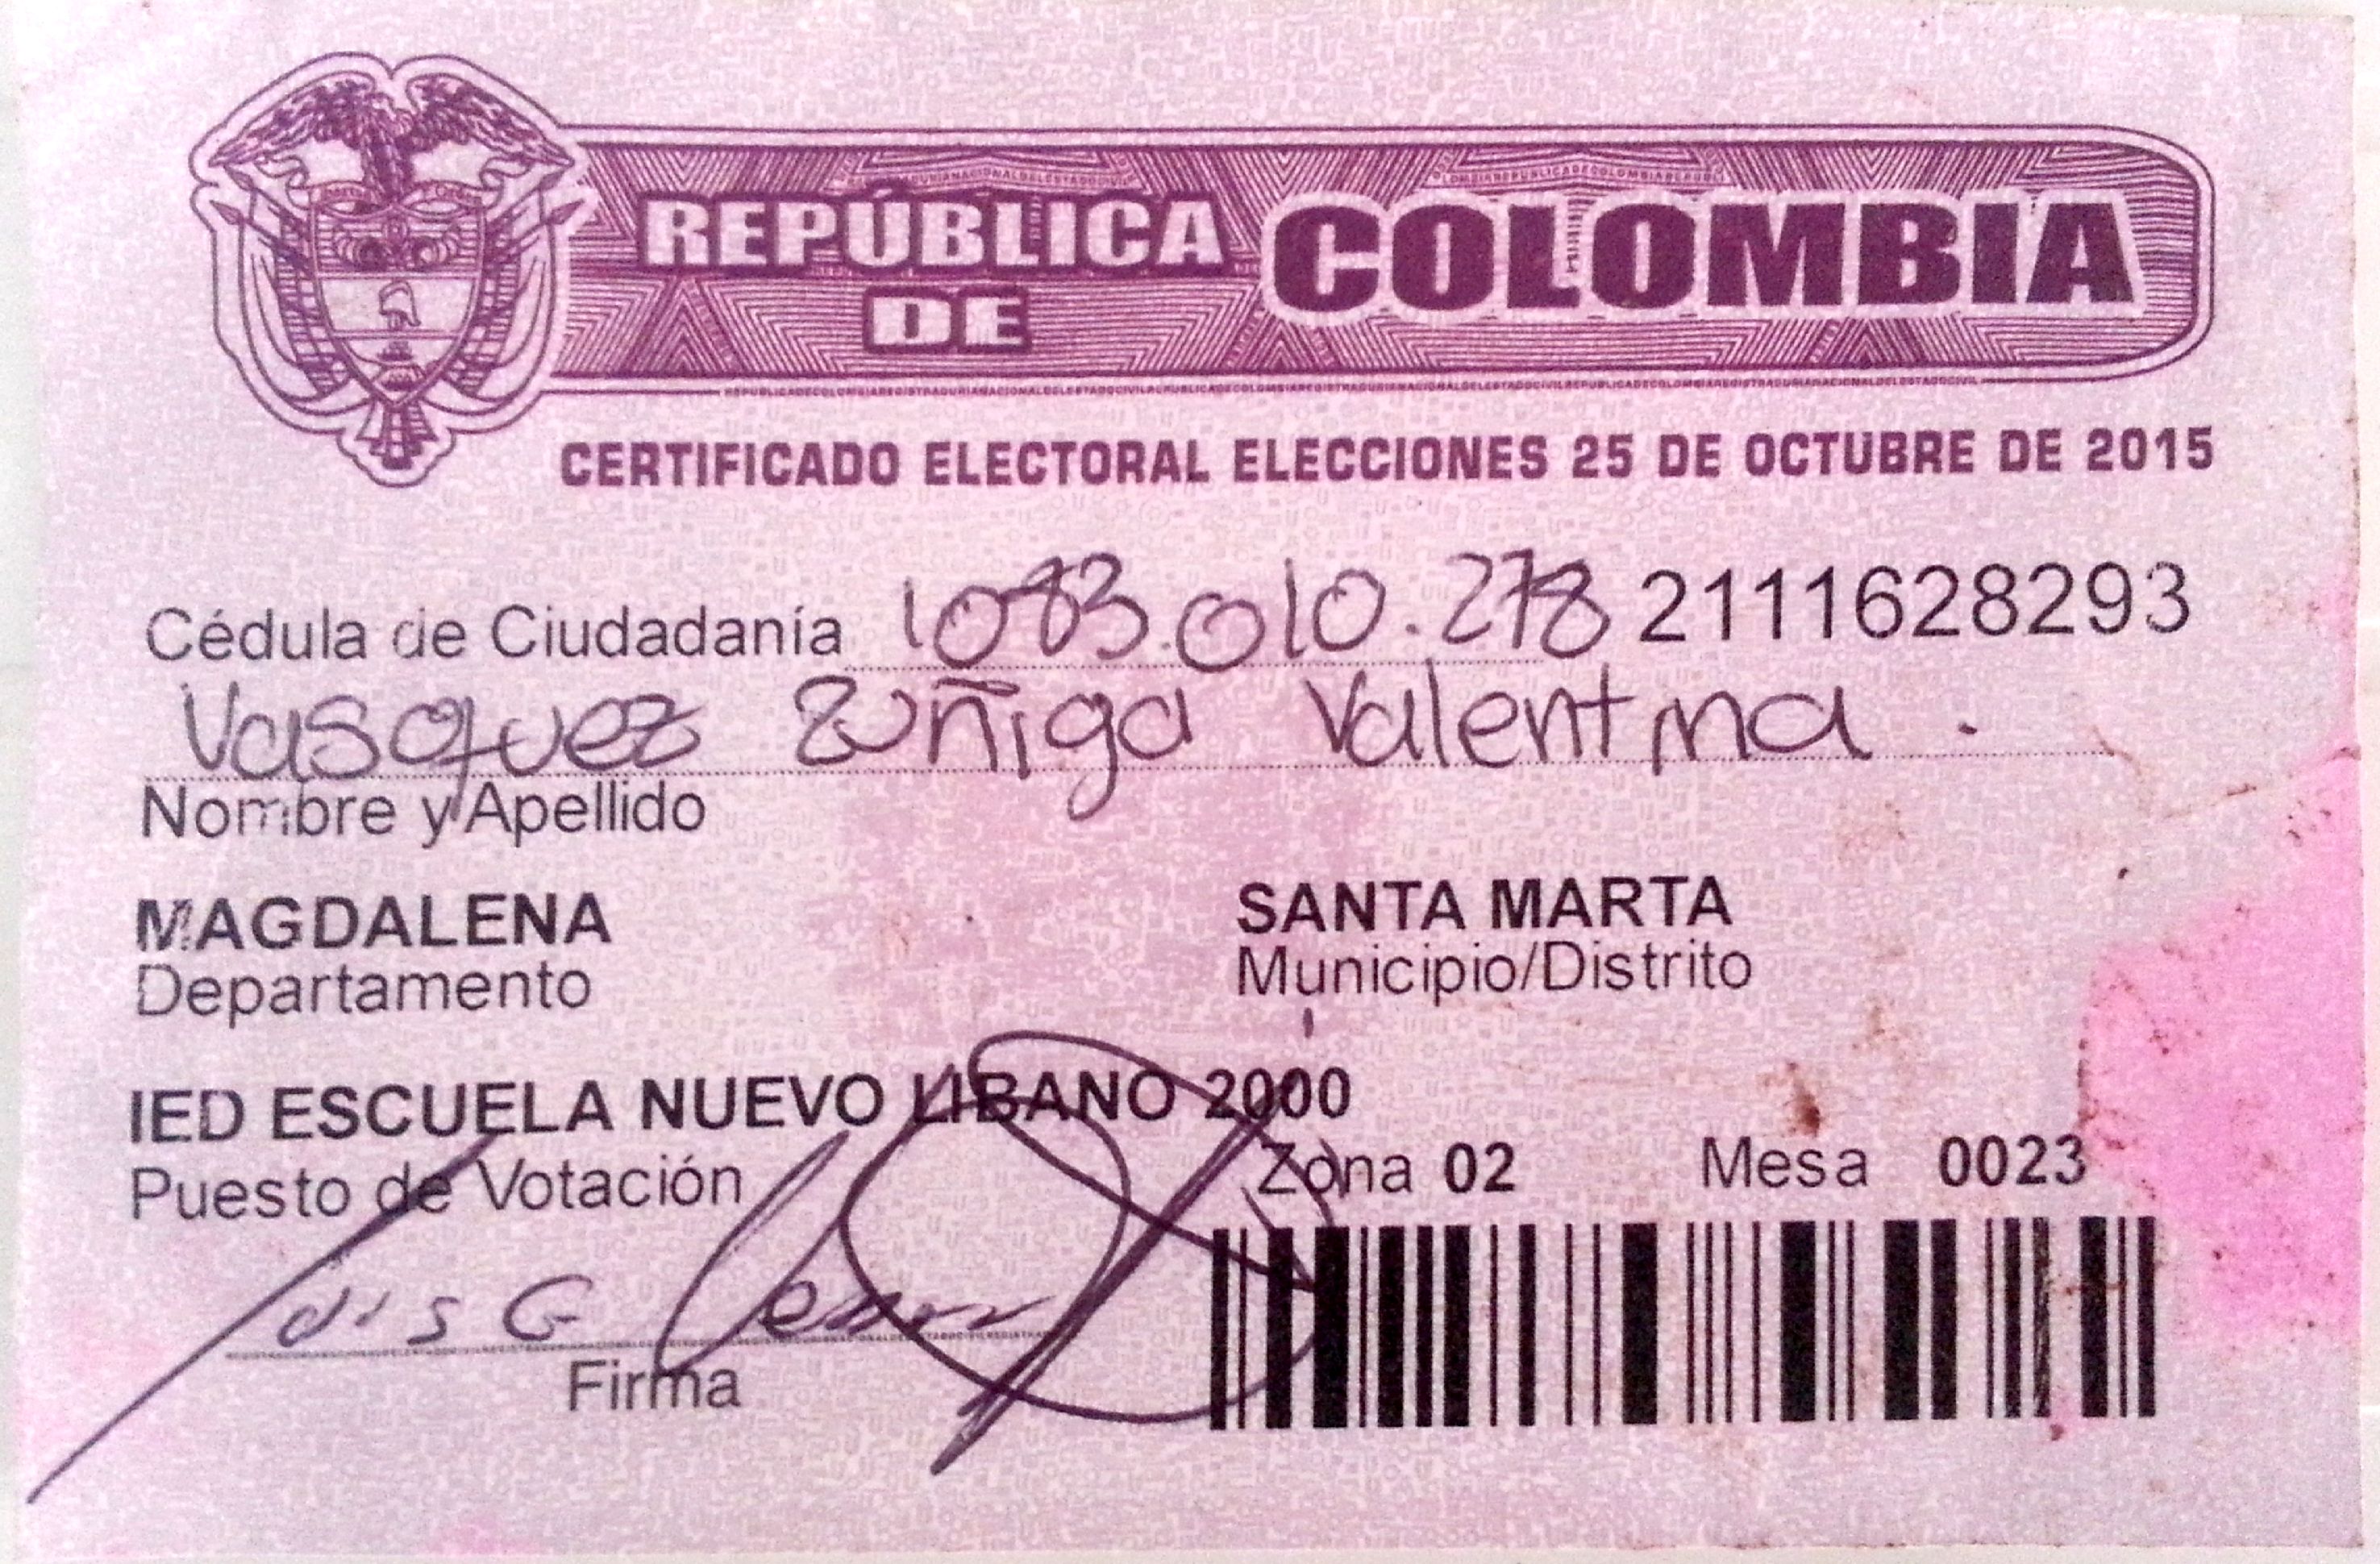 REPÚBLICA
DE
COLOMBIA
CERTIFICADO ELECTORAL ELECCIONES 25 DE OCTUBRE DE 2015
Cédula de Ciudadanía 1083.010.278 2111628293
Vasquez Zuñiga Valentina.
Nombre y Apellido
MAGDALENA
Departamento
SANTA MARTA
Municipio/Distrito
IED ESCUELA NUEVO LIBANO 2000
Puesto de Votación
Zona 02 Mesa 0023
Firma